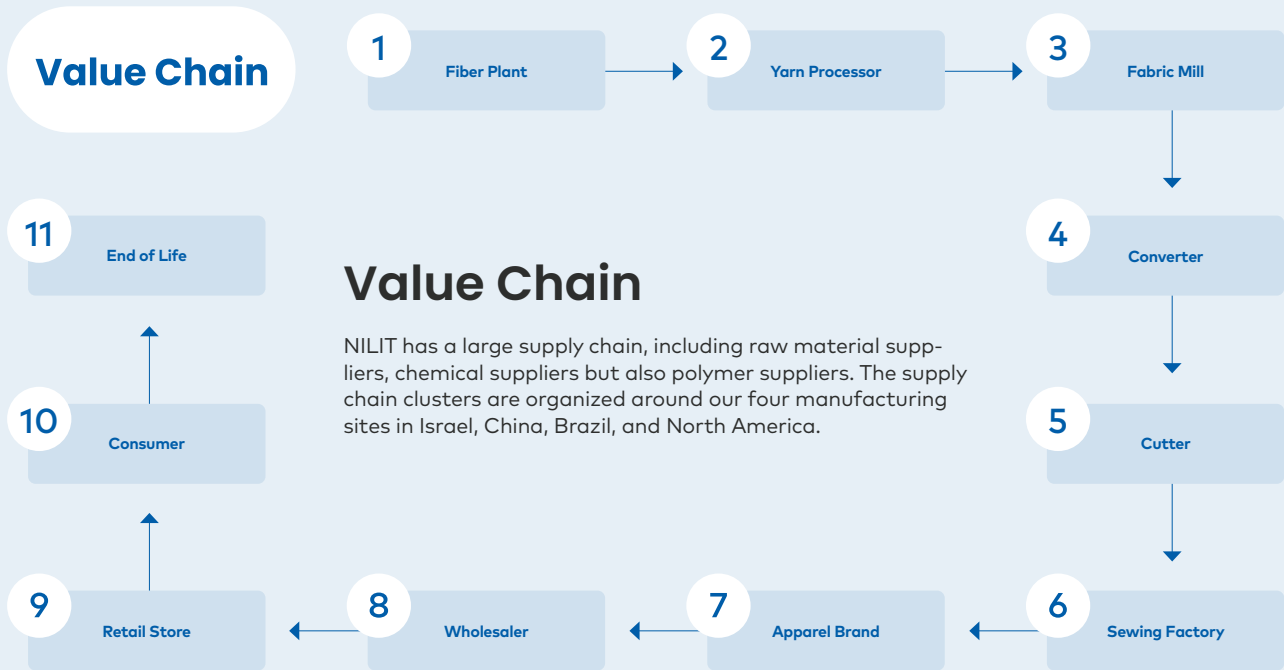 Value Chain
1
Fiber Plant
2
Yarn Processor
3
Fabric Mill
4
Converter
5
Cutter
6
Sewing Factory
7
Apparel Brand
8
Wholesaler
9
Retail Store
10
Consumer
11
End of Life
Value Chain
NILIT has a large supply chain, including raw material supp-
liers, chemical suppliers but also polymer suppliers. The supply
chain clusters are organized around our four manufacturing
sites in Israel, China, Brazil, and North America.